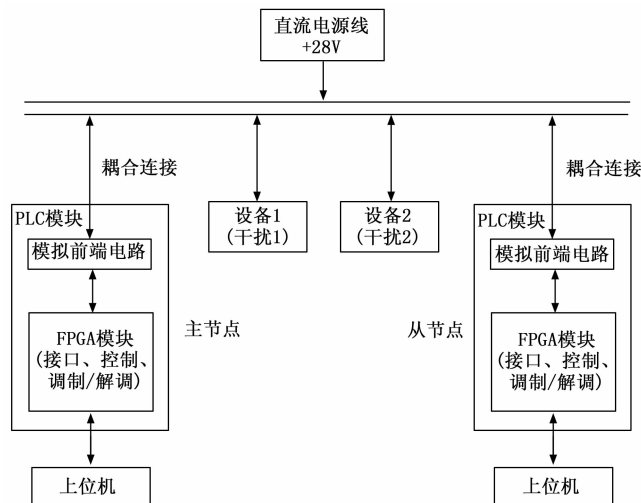 直流电源线
+28V
耦合连接
耦合连接
PLC模块
模拟前端电路
FPGA模块
(接口、控制、
调制/解调)
主节点
上位机
设备1
(干扰1)
设备2
(干扰2)
PLC模块
模拟前端电路
从节点
FPGA模块
(接口、控制、
调制/解调)
上位机